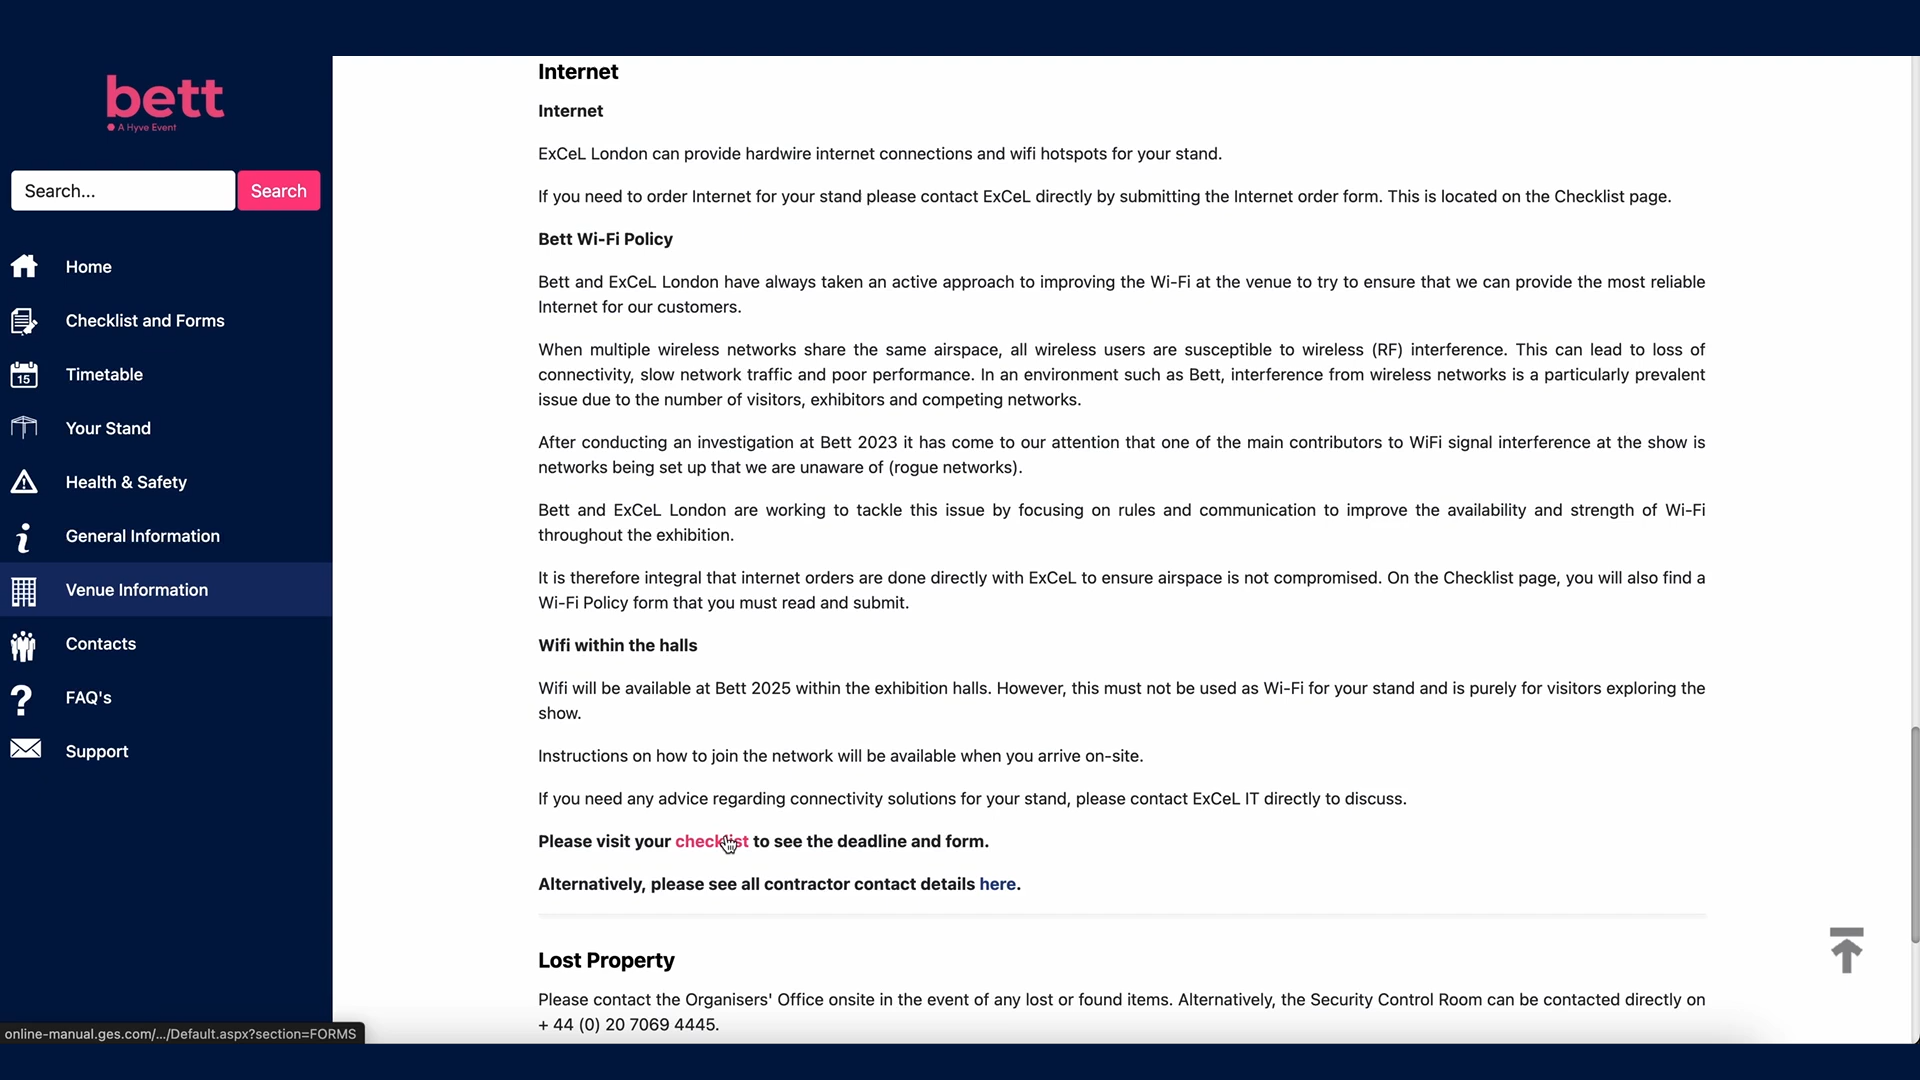 bett
A Hyve Event
Search...
Search
Home
Checklist and Forms
15
Timetable
Your Stand
Health & Safety
General Information
Venue Information
Contacts
FAQ's
Support
Internet
Internet
ExCeL London can provide hardwire internet connections and wifi hotspots for your stand.
If you need to order Internet for your stand please contact ExCeL directly by submitting the Internet order form. This is located on the Checklist page.
Bett Wi-Fi Policy
Bett and ExCeL London have always taken an active approach to improving the Wi-Fi at the venue to try to ensure that we can provide the most reliable
Internet for our customers.
When multiple wireless networks share the same airspace, all wireless users are susceptible to wireless (RF) interference. This can lead to loss of
connectivity, slow network traffic and poor performance. In an environment such as Bett, interference from wireless networks is a particularly prevalent
issue due to the number of visitors, exhibitors and competing networks.
After conducting an investigation at Bett 2023 it has come to our attention that one of the main contributors to WiFi signal interference at the show is
networks being set up that we are unaware of (rogue networks).
Bett and ExCeL London are working to tackle this issue by focusing on rules and communication to improve the availability and strength of Wi-Fi
throughout the exhibition.
It is therefore integral that internet orders are done directly with ExCeL to ensure airspace is not compromised. On the Checklist page, you will also find a
Wi-Fi Policy form that you must read and submit.
Wifi within the halls
Wifi will be available at Bett 2025 within the exhibition halls. However, this must not be used as Wi-Fi for your stand and is purely for visitors exploring the
show.
Instructions on how to join the network will be available when you arrive on-site.
If you need any advice regarding connectivity solutions for your stand, please contact ExCeL IT directly to discuss.
Please visit your checklist to see the deadline and form.
Alternatively, please see all contractor contact details here.
Lost Property
Please contact the Organisers' Office onsite in the event of any lost or found items. Alternatively, the Security Control Room can be contacted directly on
+ 44 (0) 20 7069 4445.
online-manual.ges.com/.../Default.aspx?section=FORMS